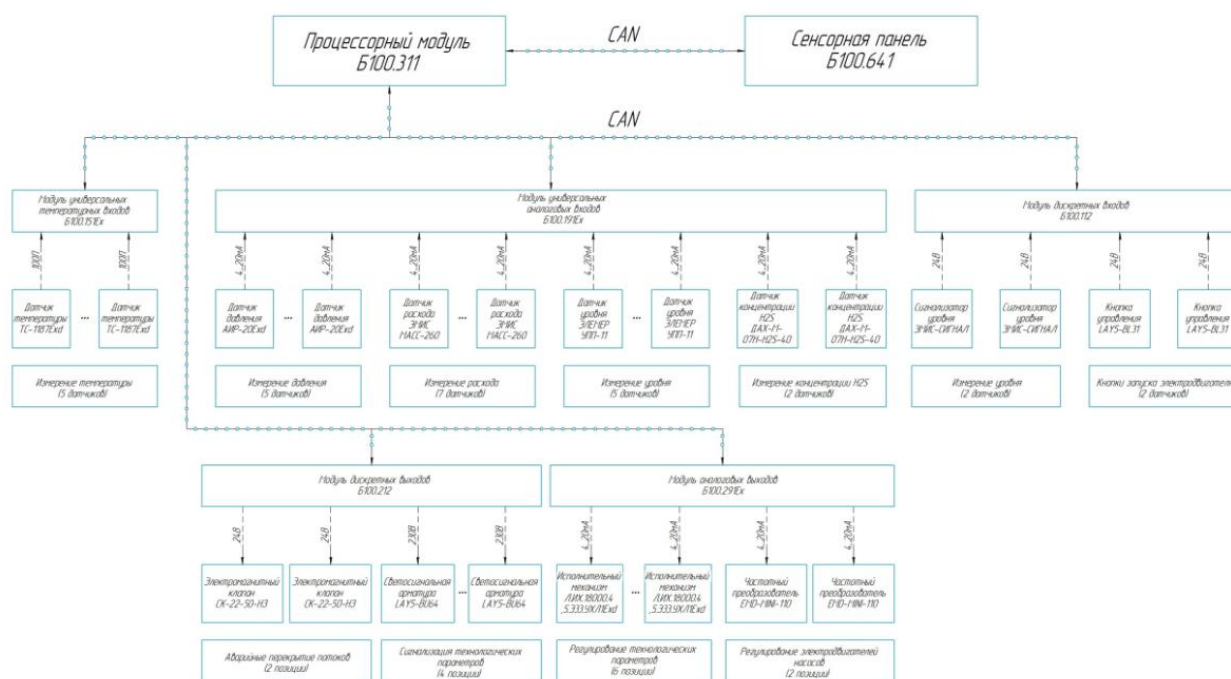 Процессорный модуль
Б100.311
CAN
Сенсорная панель
Б100.641
CAN
Модуль универсальных
температурных входов
Б100.151Ex
Модуль универсальных
аналоговых входов
Б100.191Ex
Модуль дискретных входов
Б100.112
100П
100П
4..20мА
4..20мА
4..20мА
4..20мА
4..20мА
4..20мА
4..20мА
4..20мА
24В
24В
24В
24В
Датчик
температуры
ТС-1187Exd
...
Датчик
температуры
ТС-1187Exd
Датчик
давления
АИР-20Exd
...
Датчик
давления
АИР-20Exd
Датчик
расхода
ЭМИС
МАСС-260
...
Датчик
расхода
ЭМИС
МАСС-260
Датчик
уровня
ЭЛЕМЕР
УПП-11
...
Датчик
уровня
ЭЛЕМЕР
УПП-11
Датчик
концентрации
H2S
ДАХ-М-
07Н-H2S-40
Датчик
концентрации
H2S
ДАХ-М-
07Н-H2S-40
Сигнализатор
уровня
ЭМИС-СИГНАЛ
Сигнализатор
уровня
ЭМИС-СИГНАЛ
Кнопка
управления
LAY5-BL31
Кнопка
управления
LAY5-BL31
Измерение температуры
(5 датчиков)
Измерение давления
(5 датчиков)
Измерение расхода
(7 датчиков)
Измерение уровня
(5 датчиков)
Измерение концентрации H2S
(2 датчиков)
Измерение уровня
(2 датчиков)
Кнопки запуска электродвигателей
(2 датчиков)
Модуль дискретных выходов
Б100.212
Модуль аналоговых выходов
Б100.291Ex
24В
24В
230В
230В
4..20мА
4..20мА
4..20мА
4..20мА
Электромагнитный
клапан
СК-22-50-НЗ
Электромагнитный
клапан
СК-22-50-НЗ
Светосигнальная
арматура
LAY5-BU64
...
Светосигнальная
арматура
LAY5-BU64
Исполнительный
механизм
...
Исполнительный
механизм
Частотный
преобразователь
EMD-MINI-110
Частотный
преобразователь
EMD-MINI-110
Аварийные перекрытие потоков
(2 позиции)
Сигнализация технологических
параметров
(4 позиции)
Регулирование технологических
параметров
(6 позиции)
Регулирование электродвигателей
насосов
(2 позиции)